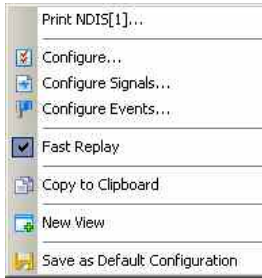 Print NDIS[1]...
Configure...
Configure Signals...
Configure Events...
Fast Replay
Copy to Clipboard
New View
Save as Default Configuration